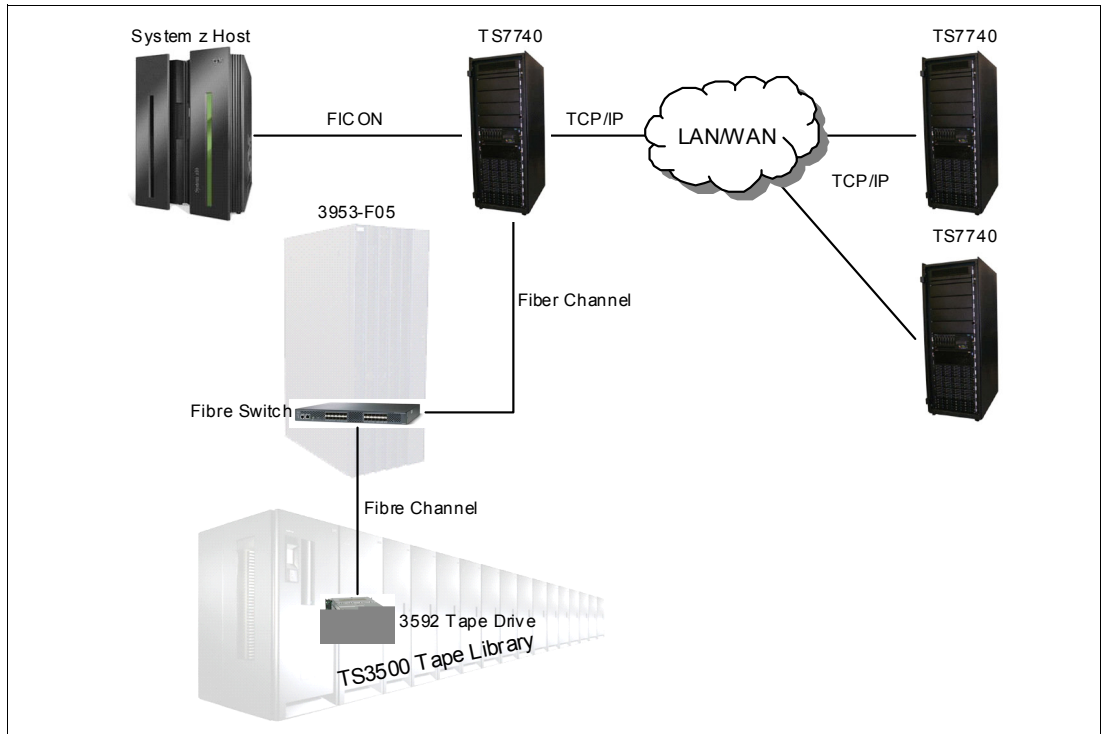 System z Host
TS7740
TS7740
FICON
TCP/IP
LAN/WAN
TCP/IP
3953-F05
TS7740
Fiber Channel
Fibre Switch
Fibre Channel
3592 Tape Drive
TS3500 Tape Library